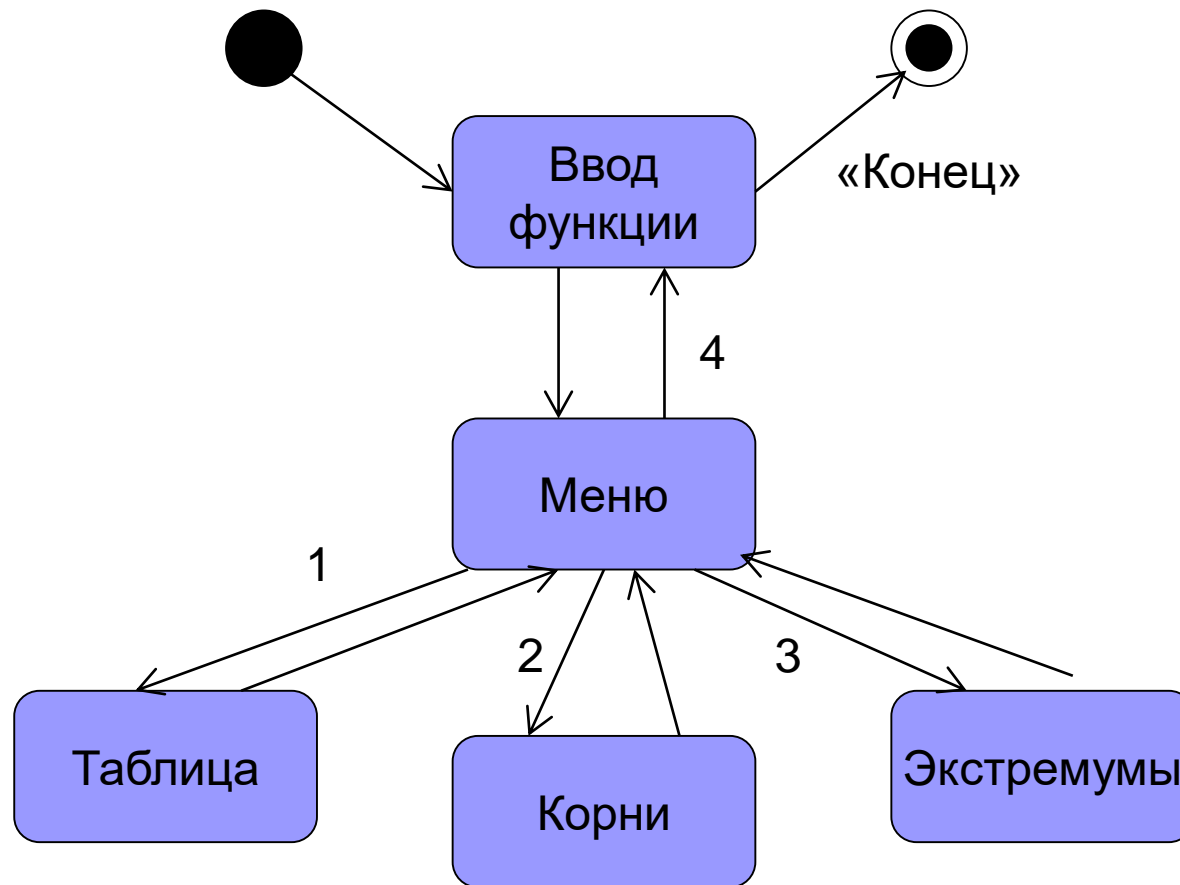 Ввод
функции
«Конец»
4
Меню
1
2
3
Таблица
Корни
Экстремумы